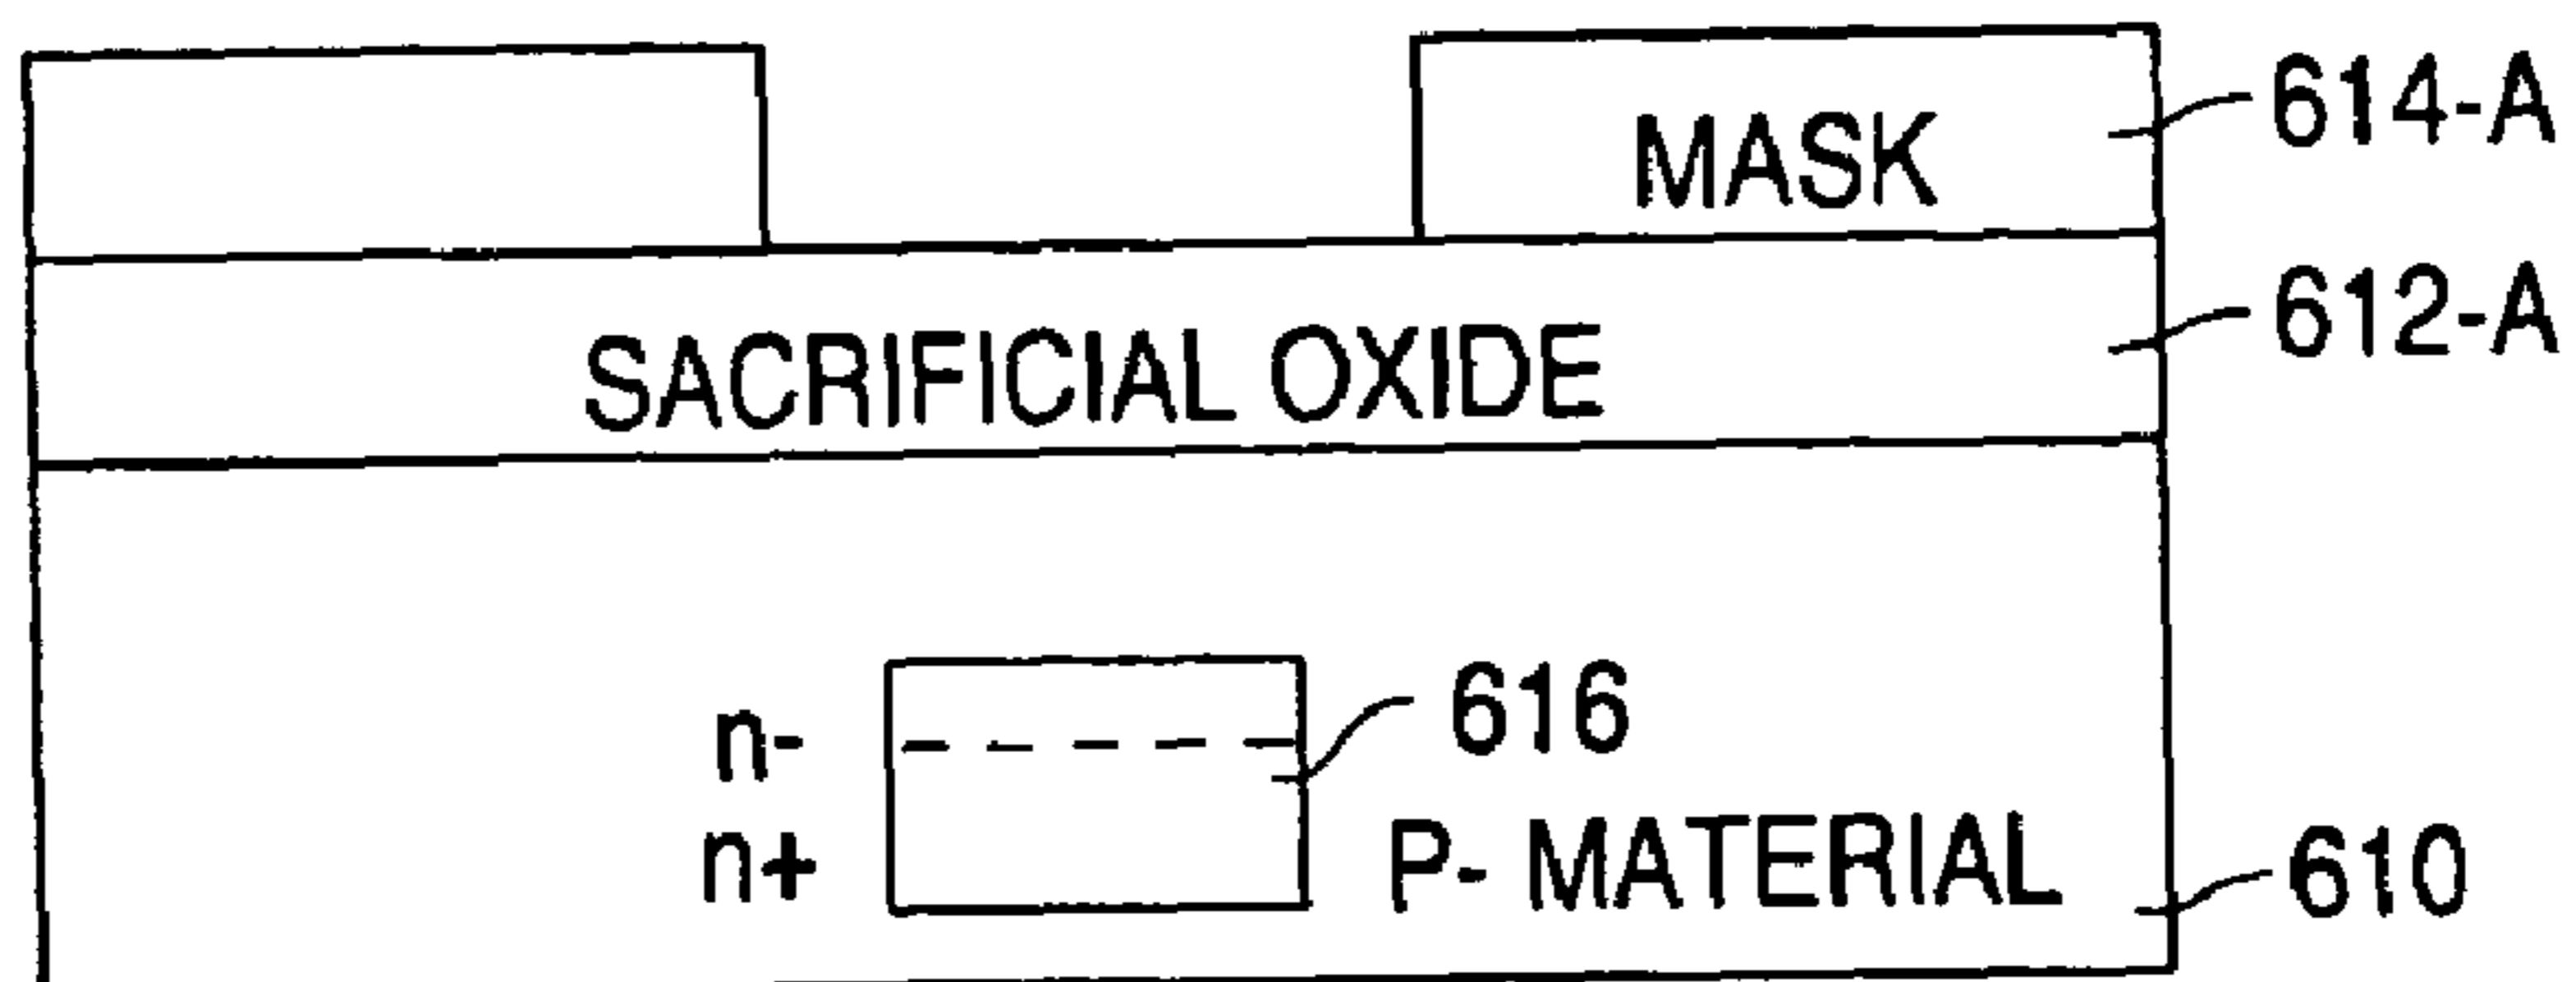 614-A
MASK
612-A
SACRIFICIAL OXIDE
n-
616
n+
P- MATERIAL
610